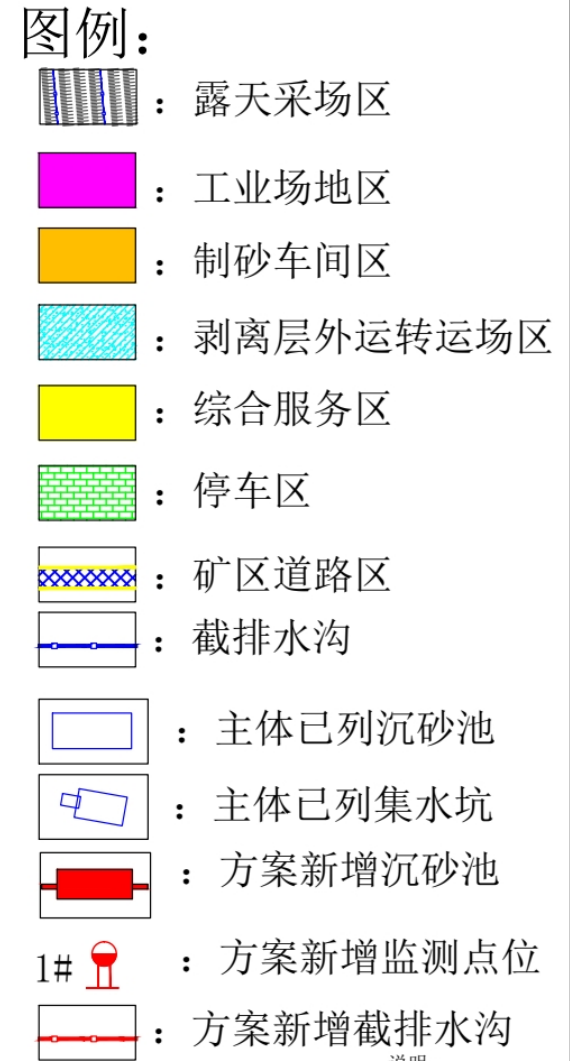 图例：
：露天采场区
：工业场地区
：制砂车间区
：剥离层外运转运场区
：综合服务区
：停车区
：矿区道路区
：截排水沟
：主体已列沉砂池
：主体已列集水坑
：方案新增沉砂池
1# ：方案新增监测点位
：方案新增截排水沟